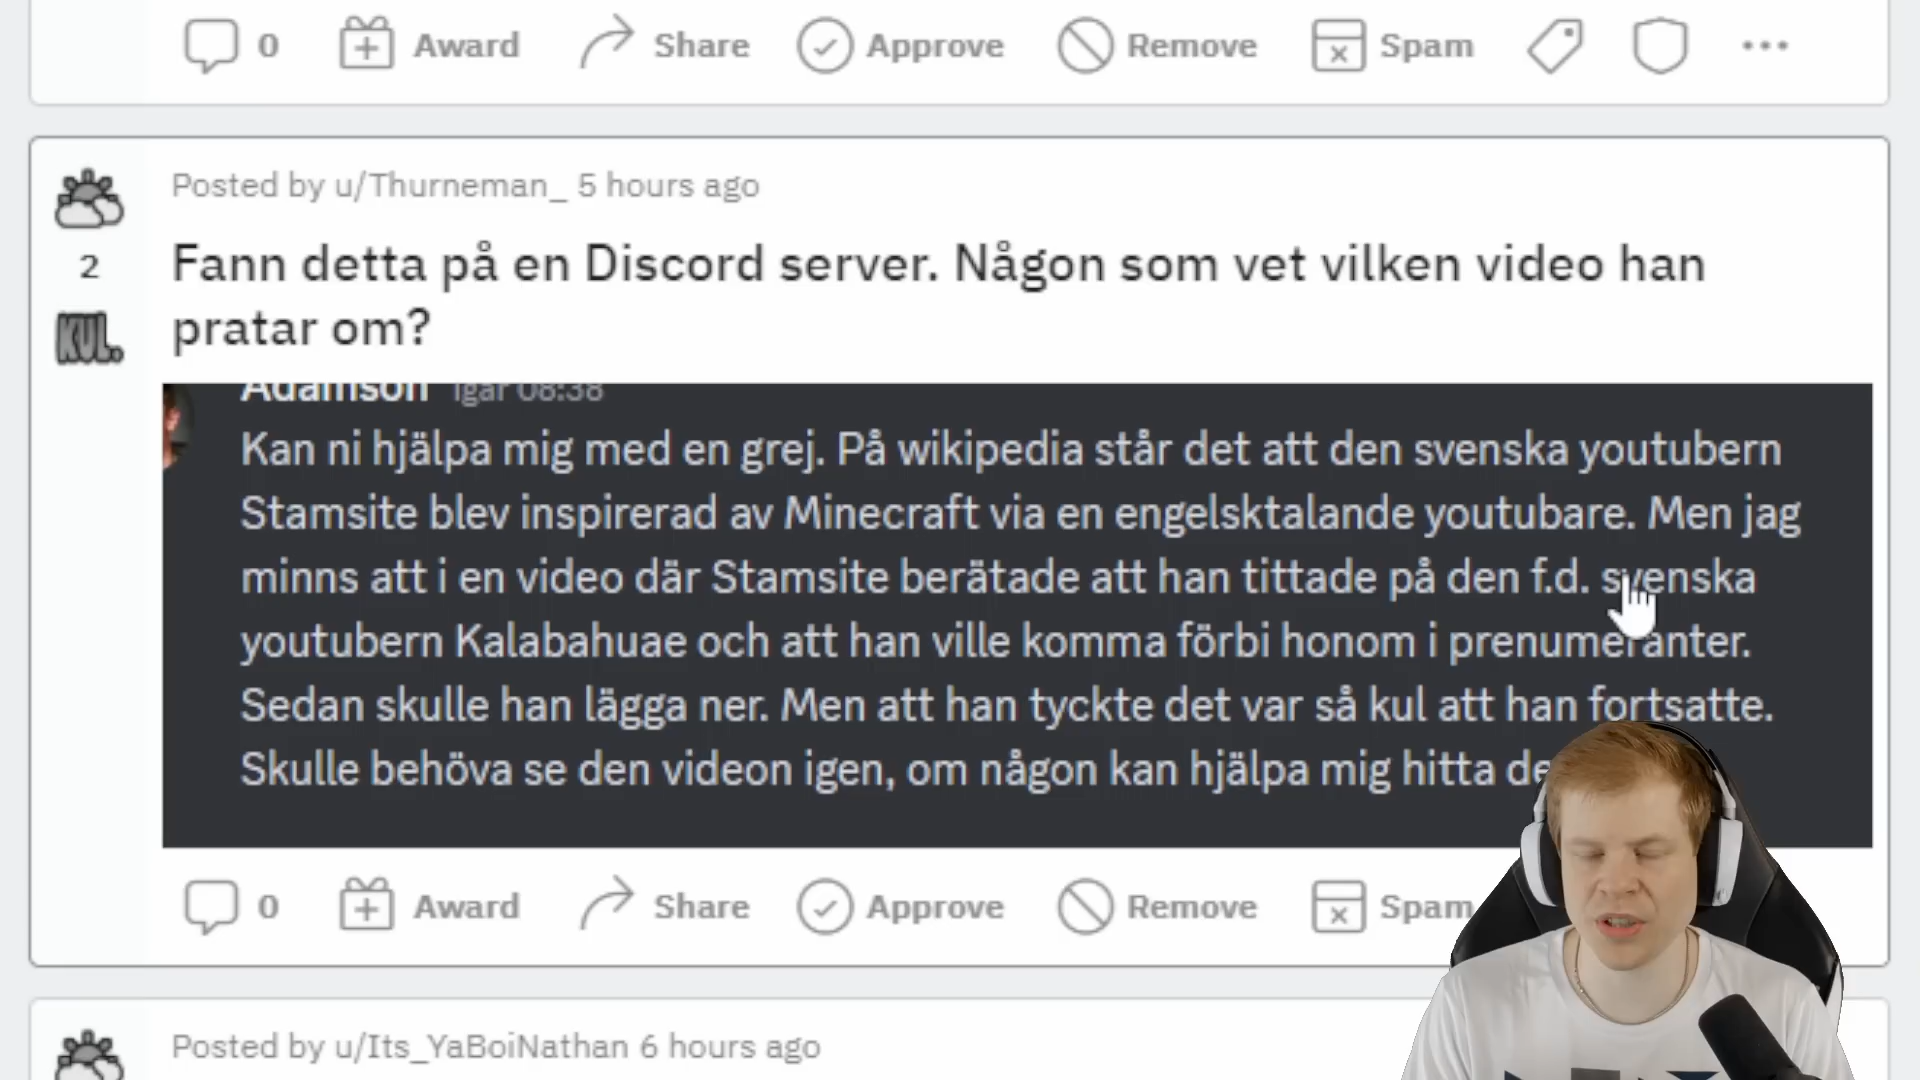 0 Award Share Approve Remove Spam
Posted by u/Thurneman_ 5 hours ago
2
Fann detta på en Discord server. Någon som vet vilken video han
pratar om?
KUL.
Adamson Igår 08:38
Kan ni hjälpa mig med en grej. På wikipedia står det att den svenska youtubern
Stamsite blev inspirerad av Minecraft via en engelsktalande youtubare. Men jag
minns att i en video där Stamsite berätade att han tittade på den f.d. svenska
youtubern Kalabahuae och att han ville komma förbi honom i prenumeranter.
Sedan skulle han lägga ner. Men att han tyckte det var så kul att han fortsatte.
Skulle behöva se den videon igen, om någon kan hjälpa mig hitta
0 Award Share Approve Remove Spam
Posted by u/Its_YaBoiNathan 6 hours ago